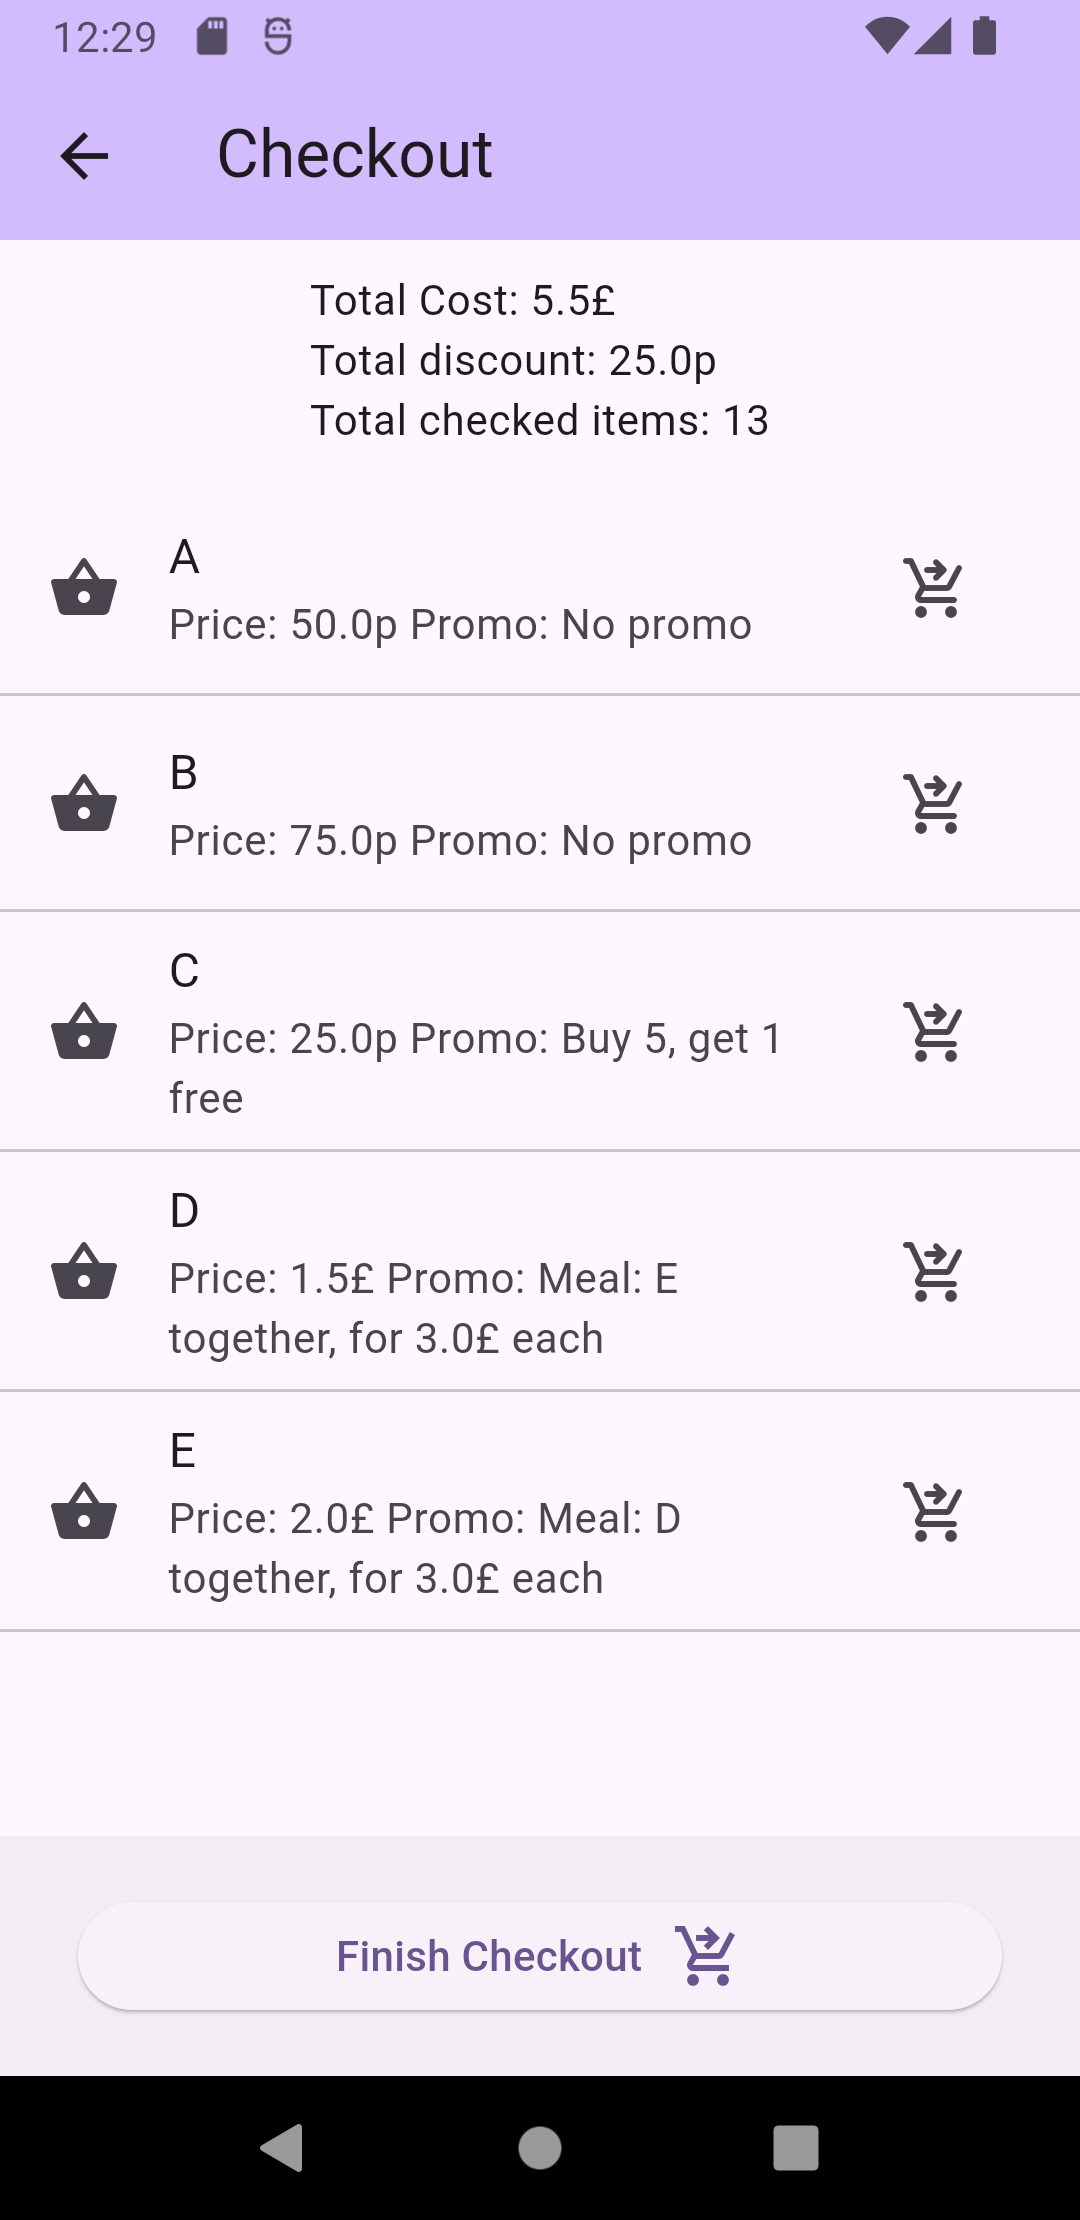 12:29
Checkout
Total Cost: 5.5£
Total discount: 25.0p
Total checked items: 13
A
Price: 50.0p Promo: No promo
B
Price: 75.0p Promo: No promo
C
Price: 25.0p Promo: Buy 5, get 1
free
D
Price: 1.5£ Promo: Meal: E
together, for 3.0£ each
E
Price: 2.0£ Promo: Meal: D
together, for 3.0£ each
Finish Checkout